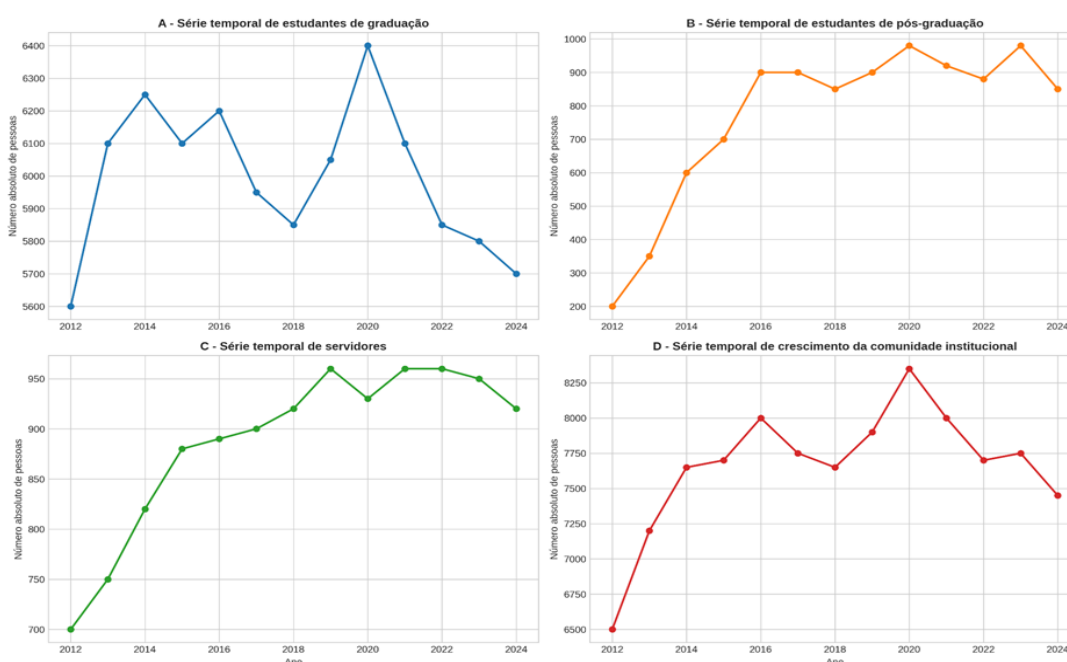 A - Série temporal de estudantes de graduação
Número absoluto de pessoas
6400
6300
6200
6100
6000
5900
5800
5700
5600
2012 2014 2016 2018 2020 2022 2024
B - Série temporal de estudantes de pós-graduação
Número absoluto de pessoas
1000
900
800
700
600
500
400
300
200
2012 2014 2016 2018 2020 2022 2024
C - Série temporal de servidores
Número absoluto de pessoas
950
900
850
800
750
700
2012 2014 2016 2018 2020 2022 2024
Ano
D - Série temporal de crescimento da comunidade institucional
Número absoluto de pessoas
8250
8000
7750
7500
7250
7000
6750
6500
2012 2014 2016 2018 2020 2022 2024
Ano